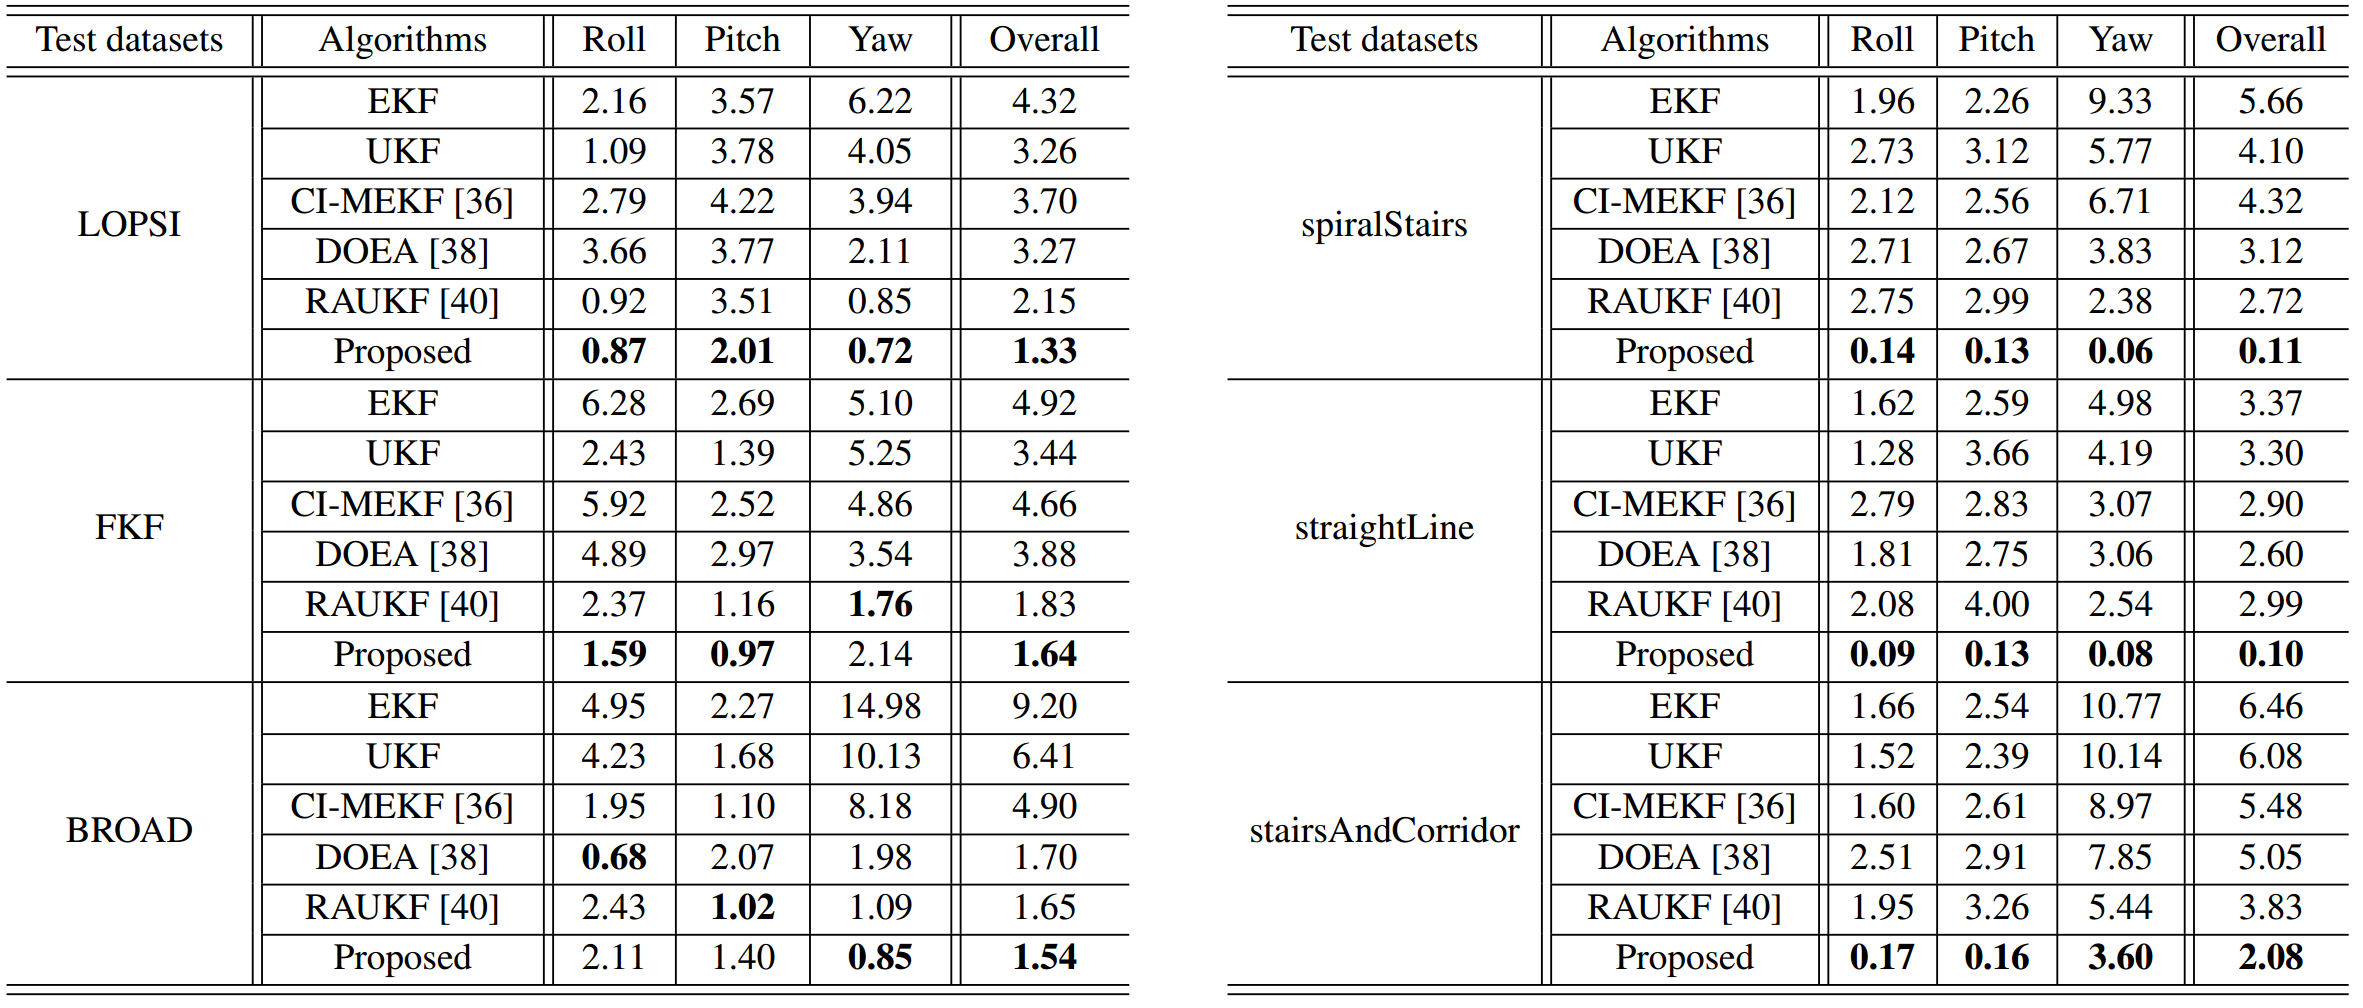 Test datasets Algorithms Roll Pitch Yaw Overall
LOPSI
EKF 2.16 3.57 6.22 4.32
UKF 1.09 3.78 4.05 3.26
CI-MEKF [36] 2.79 4.22 3.94 3.70
DOEA [38] 3.66 3.77 2.11 3.27
RAUKF [40] 0.92 3.51 0.85 2.15
Proposed 0.87 2.01 0.72 1.33
FKF
EKF 6.28 2.69 5.10 4.92
UKF 2.43 1.39 5.25 3.44
CI-MEKF [36] 5.92 2.52 4.86 4.66
DOEA [38] 4.89 2.97 3.54 3.88
RAUKF [40] 2.37 1.16 1.76 1.83
Proposed 1.59 0.97 2.14 1.64
BROAD
EKF 4.95 2.27 14.98 9.20
UKF 4.23 1.68 10.13 6.41
CI-MEKF [36] 1.95 1.10 8.18 4.90
DOEA [38] 0.68 2.07 1.98 1.70
RAUKF [40] 2.43 1.02 1.09 1.65
Proposed 2.11 1.40 0.85 1.54
Test datasets Algorithms Roll Pitch Yaw Overall
spiralStairs
EKF 1.96 2.26 9.33 5.66
UKF 2.73 3.12 5.77 4.10
CI-MEKF [36] 2.12 2.56 6.71 4.32
DOEA [38] 2.71 2.67 3.83 3.12
RAUKF [40] 2.75 2.99 2.38 2.72
Proposed 0.14 0.13 0.06 0.11
straightLine
EKF 1.62 2.59 4.98 3.37
UKF 1.28 3.66 4.19 3.30
CI-MEKF [36] 2.79 2.83 3.07 2.90
DOEA [38] 1.81 2.75 3.06 2.60
RAUKF [40] 2.08 4.00 2.54 2.99
Proposed 0.09 0.13 0.08 0.10
stairsAndCorridor
EKF 1.66 2.54 10.77 6.46
UKF 1.52 2.39 10.14 6.08
CI-MEKF [36] 1.60 2.61 8.97 5.48
DOEA [38] 2.51 2.91 7.85 5.05
RAUKF [40] 1.95 3.26 5.44 3.83
Proposed 0.17 0.16 3.60 2.08